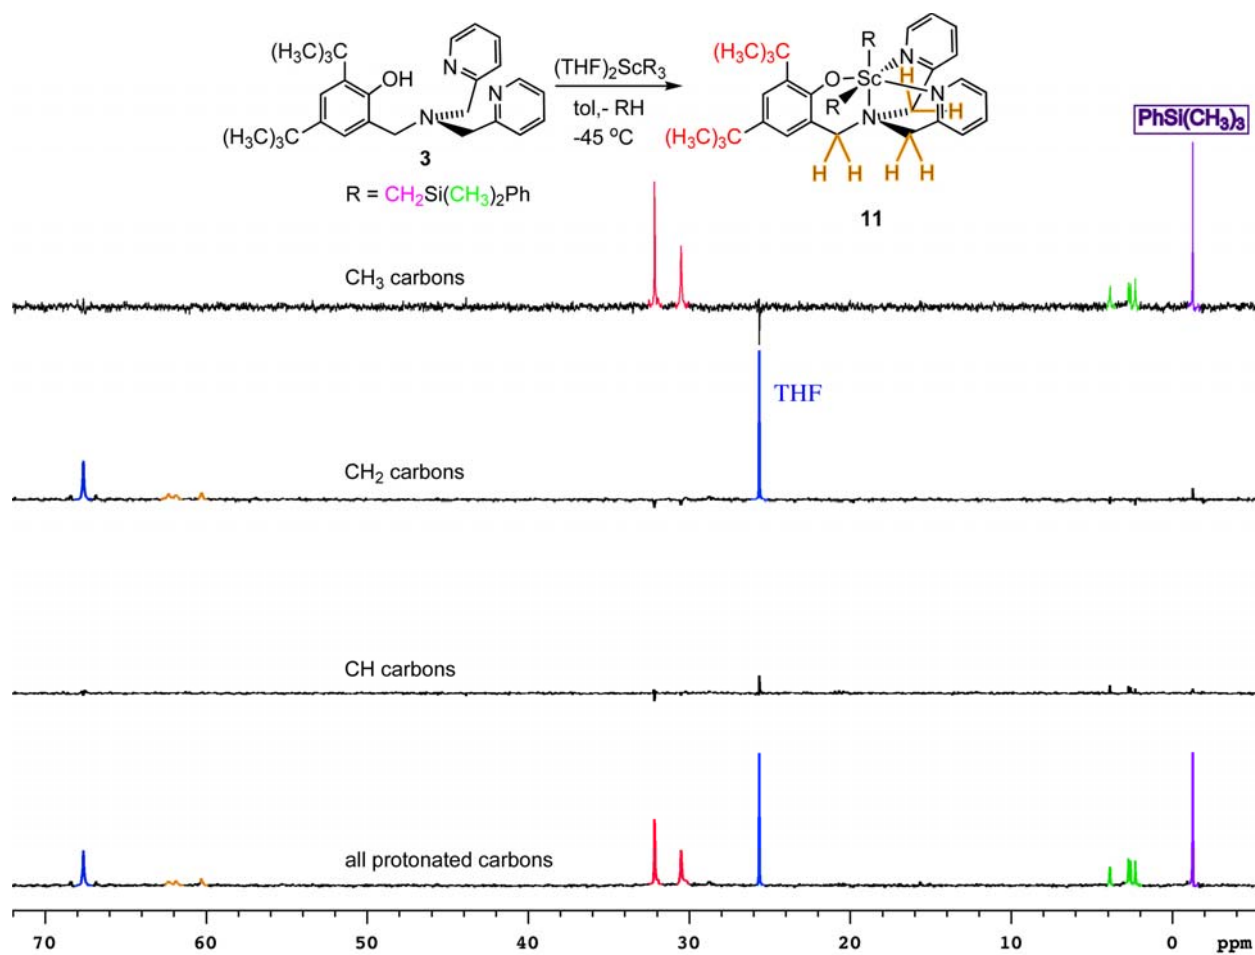 (H₃C)₃C
OH
N
N
N
(H₃C)₃C
3
R = CH₂Si(CH₃)₂Ph
(THF)₂ScR₃
tol,- RH
-45 ºC
R
(H₃C)₃C
N
H
O
Sc
N
R
H
N
(H₃C)₃C
H H
H H
11
PhSi(CH₃)₃
CH₃ carbons
THF
CH₂ carbons
CH carbons
all protonated carbons
70 60 50 40 30 20 10 0 ppm